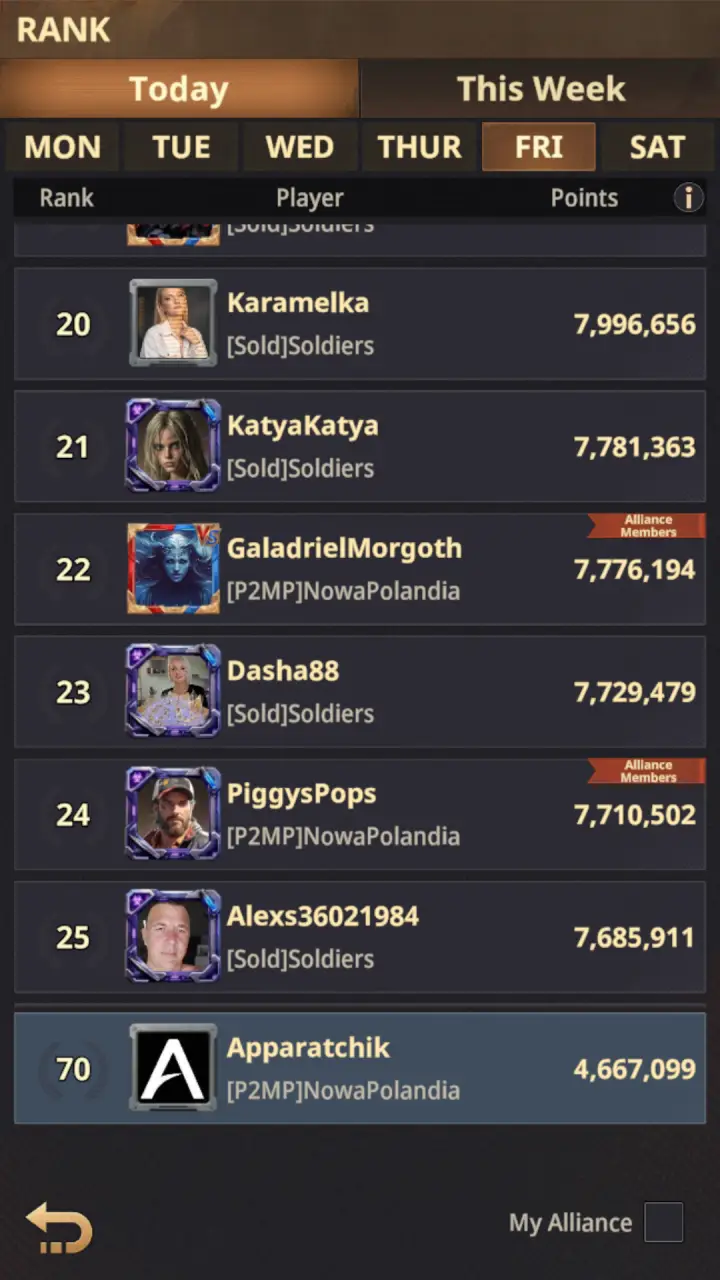 RANK
Today
This Week
MON TUE WED THUR FRI SAT
Rank Player Points
[Sold]Soldiers
20 Karamelka 7,996,656
[Sold]Soldiers
21 KatyaKatya 7,781,363
[Sold]Soldiers
Alliance
Members
22 GaladrielMorgoth 7,776,194
[P2MP]NowaPolandia
VS
23 Dasha88 7,729,479
[Sold]Soldiers
Alliance
Members
24 PiggysPops 7,710,502
[P2MP]NowaPolandia
25 Alexs36021984 7,685,911
[Sold]Soldiers
70 Apparatchik 4,667,099
[P2MP]NowaPolandia
My Alliance